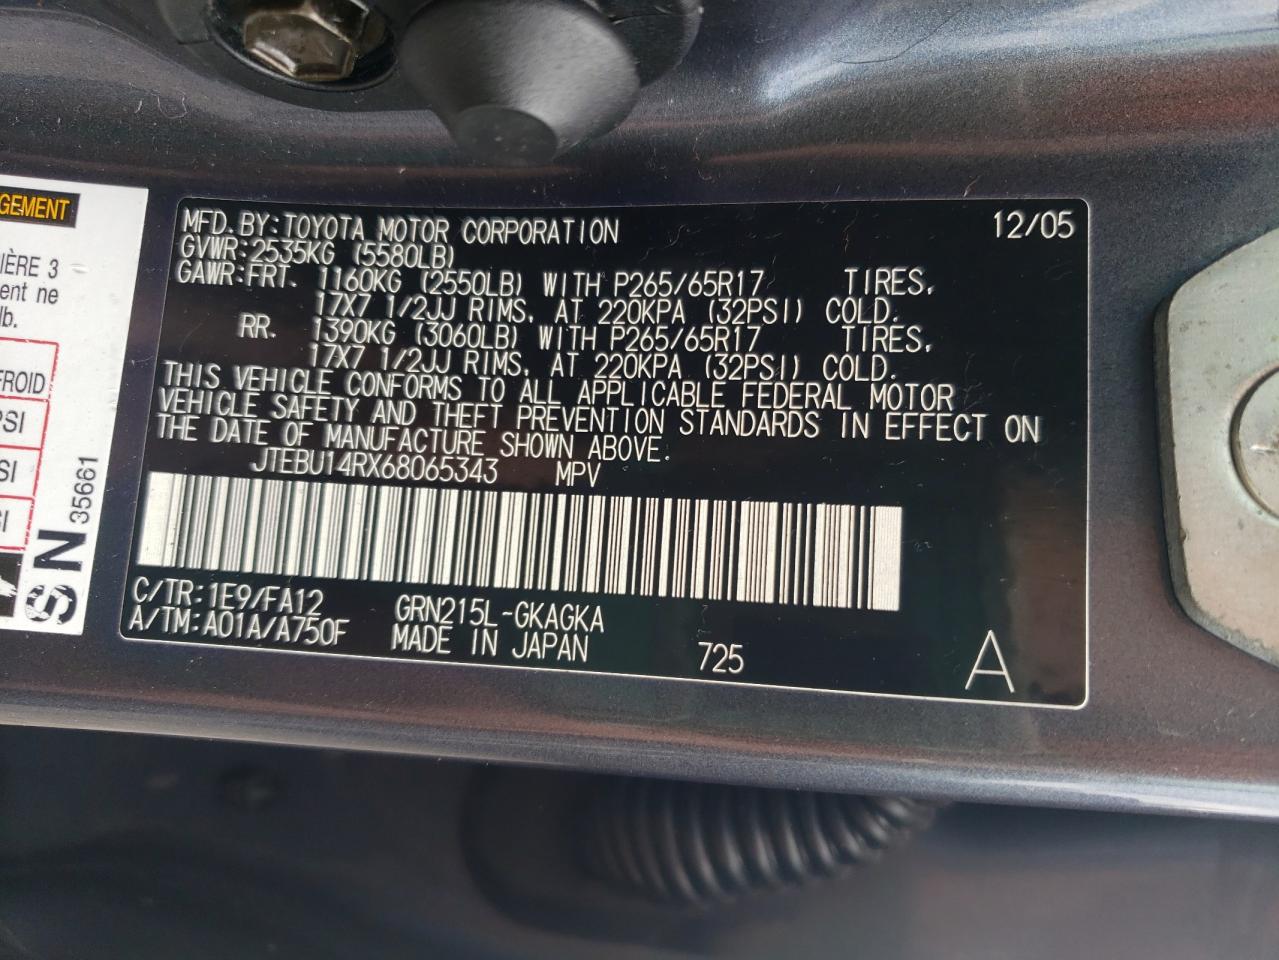 GEMENT
IÈRE 3
ent ne
lb.
FROID
PSI
SI
SI
SN 35661
MFD.BY:TOYOTA MOTOR CORPORATION 12/05
GVWR:2535KG (5580LB)
GAWR:FRT. 1160KG (2550LB) WITH P265/65R17 TIRES,
17X7 1/2JJ RIMS, AT 220KPA (32PSI) COLD.
RR. 1390KG (3060LB) WITH P265/65R17 TIRES,
17X7 1/2JJ RIMS, AT 220KPA (32PSI) COLD.
THIS VEHICLE CONFORMS TO ALL APPLICABLE FEDERAL MOTOR
VEHICLE SAFETY AND THEFT PREVENTION STANDARDS IN EFFECT ON
THE DATE OF MANUFACTURE SHOWN ABOVE.
JTEBU14RX68065343 MPV
C/TR:1E9/FA12 GRN215L-GKAGKA
A/TM:A01A/A750F MADE IN JAPAN 725 A